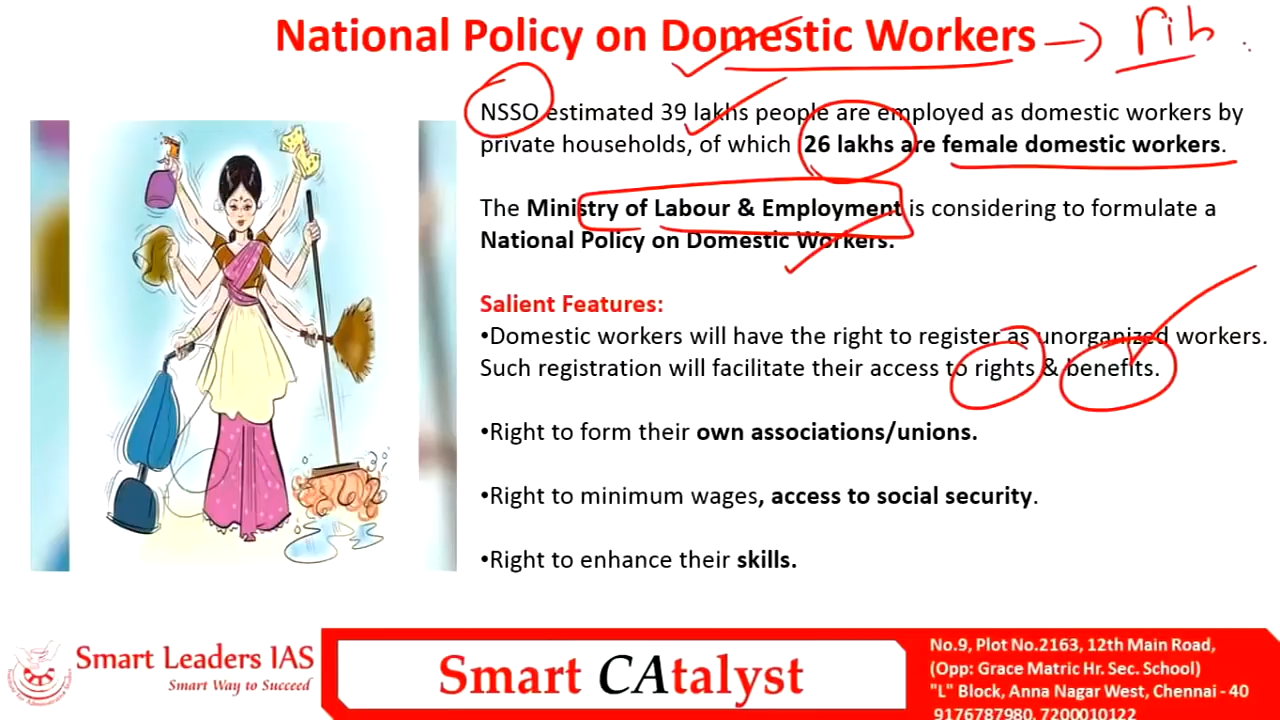 National Policy on Domestic Workers
NSSO estimated 39 lakhs people are employed as domestic workers by
private households, of which 26 lakhs are female domestic workers.
The Ministry of Labour & Employment is considering to formulate a
National Policy on Domestic Workers.
Salient Features:
•Domestic workers will have the right to register as unorganized workers.
Such registration will facilitate their access to rights & benefits.
•Right to form their own associations/unions.
•Right to minimum wages, access to social security.
•Right to enhance their skills.
Smart Leaders IAS
Smart Way to Succeed
Smart CAtalyst
No.9, Plot No.2163, 12th Main Road,
(Opp: Grace Matric Hr. Sec. School)
"L" Block, Anna Nagar West, Chennai - 40
9176787980, 7200010122